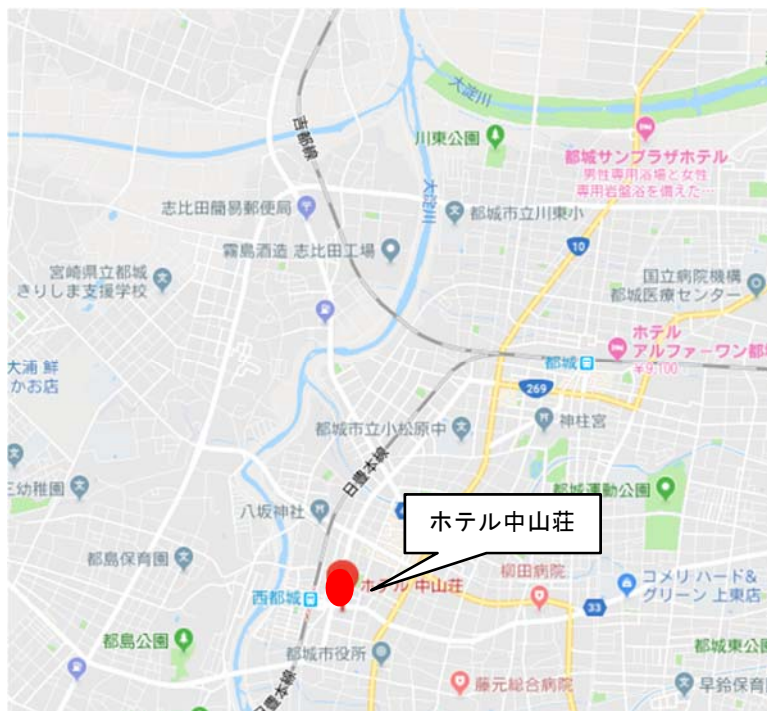 大淀川
吉都線
川東公園
都城サンプラザホテル
男性専用浴場と女性
専用岩盤浴を備えた…
大淀川
志比田簡易郵便局
都城市立川東小
霧島酒造 志比田工場
10
宮崎県立都城
きりしま支援学校
国立病院機構
都城医療センター
ホテル
アルファーワン都城
¥9,100
大浦 鮮
かお店
都城
269
都城市立小松原中
神柱宮
日豊本線
三幼稚園
都城運動公園
八坂神社
ホテル中山荘
都島保育園
ホテル 中山荘
柳田病院
コメリ ハード&
グリーン 上東店
西都城
33
都島公園
都城市役所
都城東公園
藤元総合病院
早鈴保育
日豊本線